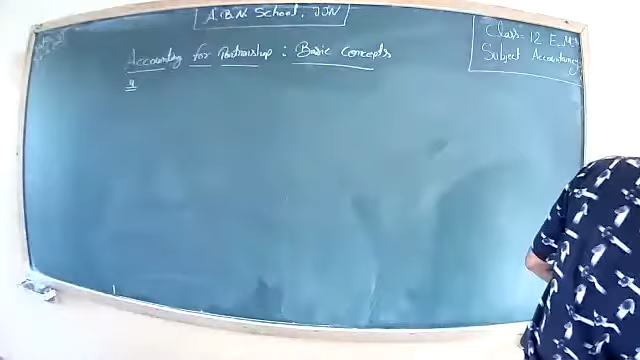 A.B.N. School, JJN
Class- 12 E.M.
Subject Accountancy
Accounting for Partnership : Basic Concepts